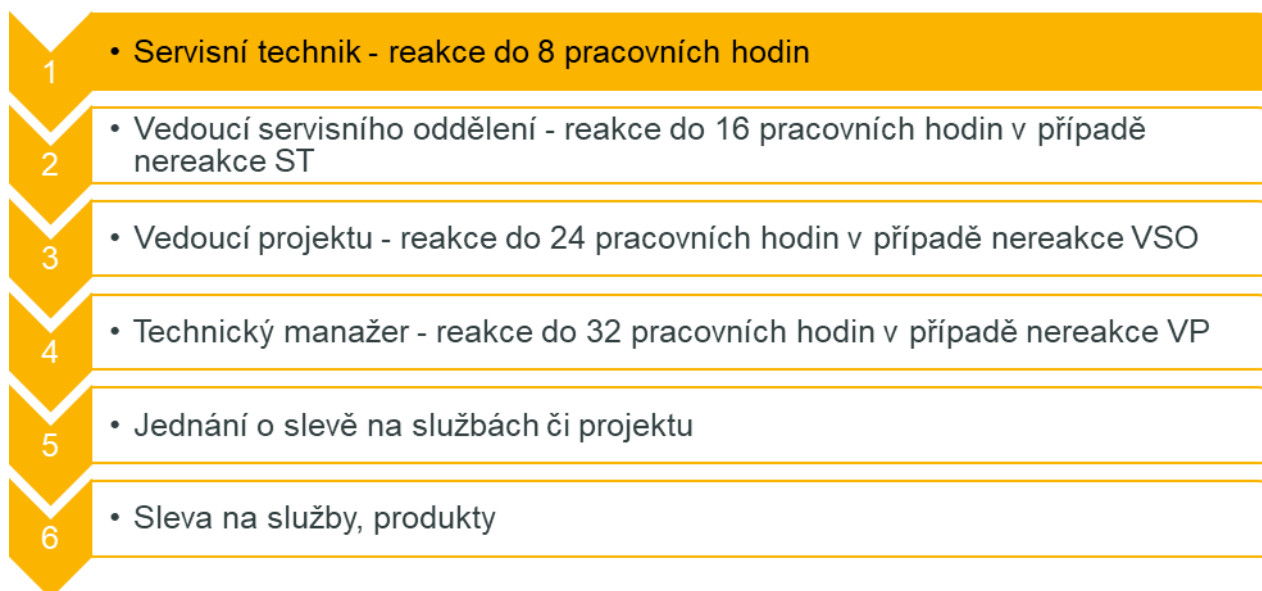 1
• Servisní technik - reakce do 8 pracovních hodin
2
• Vedoucí servisního oddělení - reakce do 16 pracovních hodin v případě
nereakce ST
3
• Vedoucí projektu - reakce do 24 pracovních hodin v případě nereakce VSO
4
• Technický manažer - reakce do 32 pracovních hodin v případě nereakce VP
5
• Jednání o slevě na službách či projektu
6
• Sleva na služby, produkty